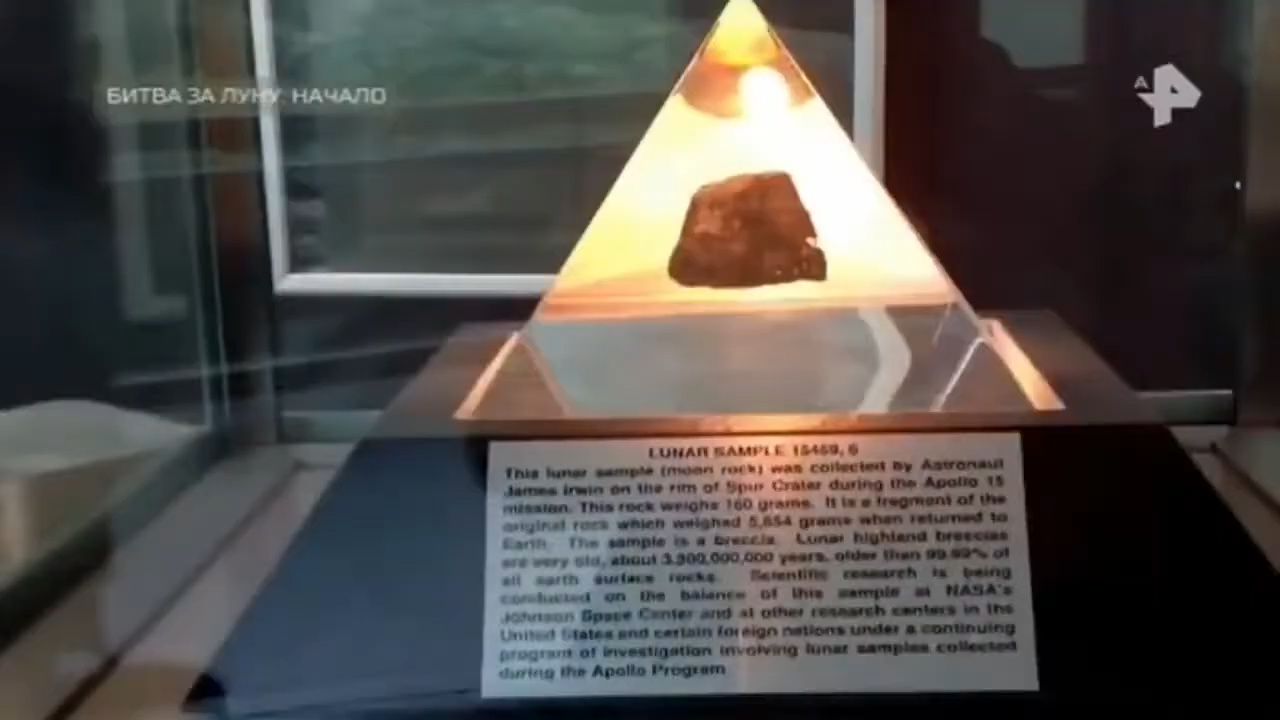 БИТВА ЗА ЛУНУ. НАЧАЛО
А
LUNAR SAMPLE 15459, 6
This lunar sample (moon rock) was collected by Astronaut
James Irwin on the rim of Spur Crater during the Apollo 15
mission. This rock weighs 160 grams. It is a fragment of the
original rock which weighed 5,854 grams when returned to
Earth. The sample is a breccia. Lunar highland breccias
are very old, about 3,900,000,000 years, older than 99.99% of
all earth surface rocks. Scientific research is being
conducted on the balance of this sample at NASA's
Johnson Space Center and at other research centers in the
United States and certain foreign nations under a continuing
program of investigation involving lunar samples collected
during the Apollo Program